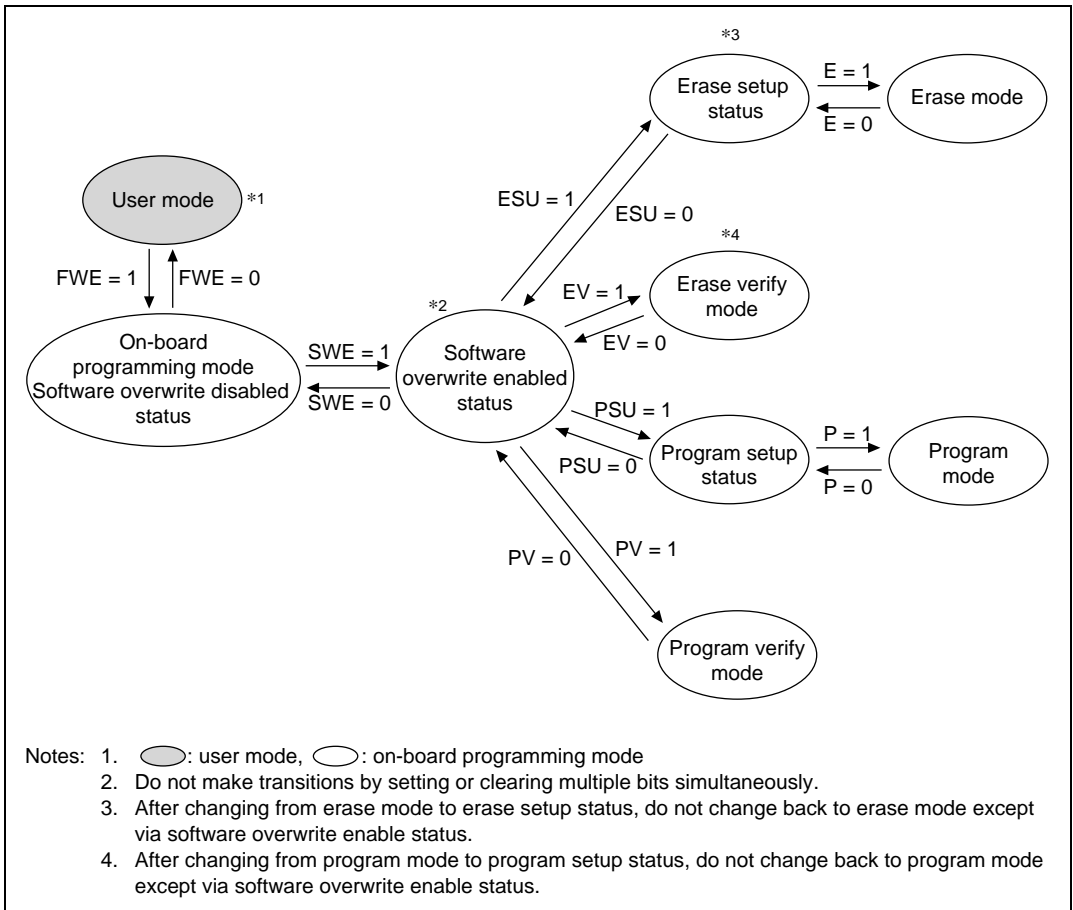 *3
Erase setup
status
E = 1
E = 0
Erase mode
User mode
*1
ESU = 1
ESU = 0
*4
FWE = 1
FWE = 0
EV = 1
Erase verify
mode
*2
EV = 0
On-board
programming mode
Software overwrite disabled
status
SWE = 1
SWE = 0
Software
overwrite enabled
status
PSU = 1
PSU = 0
Program setup
status
P = 1
P = 0
Program
mode
PV = 0
PV = 1
Program verify
mode
Notes: 1. : user mode, : on-board programming mode
2. Do not make transitions by setting or clearing multiple bits simultaneously.
3. After changing from erase mode to erase setup status, do not change back to erase mode except
via software overwrite enable status.
4. After changing from program mode to program setup status, do not change back to program mode
except via software overwrite enable status.